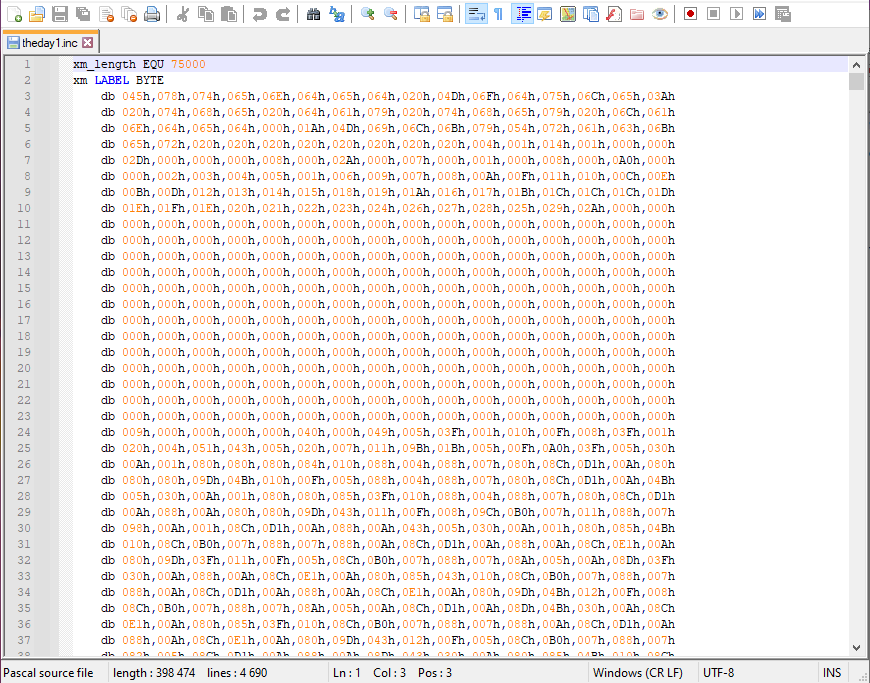 theday1.inc
1 xm_length EQU 75000
2 xm LABEL BYTE
3 db 045h,078h,074h,065h,06Eh,064h,065h,064h,020h,04Dh,06Fh,064h,075h,06Ch,065h,03Ah
4 db 020h,074h,068h,065h,020h,064h,061h,079h,020h,074h,068h,065h,079h,020h,06Ch,061h
5 db 06Eh,064h,065h,064h,000h,01Ah,04Dh,069h,06Ch,06Bh,079h,054h,072h,061h,063h,06Bh
6 db 065h,072h,020h,020h,020h,020h,020h,020h,020h,020h,004h,001h,014h,001h,000h,000h
7 db 02Dh,000h,000h,000h,008h,000h,02Ah,000h,007h,000h,001h,000h,008h,000h,0A0h,000h
8 db 000h,002h,003h,004h,005h,001h,006h,009h,007h,008h,00Ah,00Fh,011h,010h,00Ch,0Eh
9 db 00Bh,00Dh,012h,013h,014h,015h,018h,019h,01Ah,016h,017h,01Bh,01Ch,01Ch,01Ch,01Dh
10 db 01Eh,01Fh,01Eh,020h,021h,022h,023h,024h,026h,027h,028h,025h,029h,02Ah,000h,000h
11 db 000h,000h,000h,000h,000h,000h,000h,000h,000h,000h,000h,000h,000h,000h,000h,000h
12 db 000h,000h,000h,000h,000h,000h,000h,000h,000h,000h,000h,000h,000h,000h,000h,000h
13 db 000h,000h,000h,000h,000h,000h,000h,000h,000h,000h,000h,000h,000h,000h,000h,000h
14 db 000h,000h,000h,000h,000h,000h,000h,000h,000h,000h,000h,000h,000h,000h,000h,000h
15 db 000h,000h,000h,000h,000h,000h,000h,000h,000h,000h,000h,000h,000h,000h,000h,000h
16 db 000h,000h,000h,000h,000h,000h,000h,000h,000h,000h,000h,000h,000h,000h,000h,000h
17 db 000h,000h,000h,000h,000h,000h,000h,000h,000h,000h,000h,000h,000h,000h,000h,000h
18 db 000h,000h,000h,000h,000h,000h,000h,000h,000h,000h,000h,000h,000h,000h,000h,000h
19 db 000h,000h,000h,000h,000h,000h,000h,000h,000h,000h,000h,000h,000h,000h,000h,000h
20 db 000h,000h,000h,000h,000h,000h,000h,000h,000h,000h,000h,000h,000h,000h,000h,000h
21 db 000h,000h,000h,000h,000h,000h,000h,000h,000h,000h,000h,000h,000h,000h,000h,000h
22 db 000h,000h,000h,000h,000h,000h,000h,000h,000h,000h,000h,000h,000h,000h,000h,000h
23 db 000h,000h,000h,000h,000h,000h,000h,000h,000h,000h,000h,000h,000h,000h,000h,000h
24 db 009h,000h,000h,000h,000h,040h,000h,049h,005h,03Fh,001h,010h,00Fh,008h,03Fh,001h
25 db 020h,004h,051h,043h,005h,020h,007h,011h,09Bh,01Bh,005h,00Fh,0A0h,03Fh,005h,030h
26 db 00Ah,001h,080h,080h,080h,084h,010h,088h,004h,088h,007h,080h,08Ch,0D1h,00Ah,080h
27 db 080h,080h,09Dh,04Bh,010h,00Fh,005h,088h,004h,088h,007h,080h,08Ch,0D1h,00Ah,04Bh
28 db 005h,030h,00Ah,001h,080h,080h,085h,03Fh,010h,088h,004h,088h,007h,080h,08Ch,0D1h
29 db 00Ah,088h,00Ah,080h,080h,09Dh,043h,011h,00Fh,008h,09Ch,0B0h,007h,011h,088h,007h
30 db 098h,00Ah,001h,08Ch,0D1h,00Ah,088h,00Ah,043h,005h,030h,00Ah,001h,080h,085h,04Bh
31 db 010h,08Ch,0B0h,007h,088h,007h,088h,00Ah,08Ch,0D1h,00Ah,088h,00Ah,08Ch,0E1h,00Ah
32 db 080h,09Dh,03Fh,011h,00Fh,005h,08Ch,0B0h,007h,088h,007h,08Ah,005h,00Ah,08Dh,03Fh
33 db 030h,00Ah,088h,00Ah,08Ch,0E1h,00Ah,080h,085h,043h,010h,08Ch,0B0h,007h,088h,007h
34 db 088h,00Ah,08Ch,0D1h,00Ah,088h,00Ah,08Ch,0E1h,00Ah,080h,09Dh,04Bh,012h,00Fh,008h
35 db 08Ch,0B0h,007h,088h,007h,08Ah,005h,00Ah,08Ch,0D1h,00Ah,08Dh,04Bh,030h,00Ah,08Ch
36 db 0E1h,00Ah,080h,085h,03Fh,010h,08Ch,0B0h,007h,088h,007h,088h,00Ah,08Ch,0D1h,00Ah
37 db 088h,00Ah,08Ch,0E1h,00Ah,080h,09Dh,043h,012h,00Fh,005h,08Ch,0B0h,007h,088h,007h
Pascal source file length : 398 474 lines : 4 690 Ln : 1 Col : 3 Pos : 3 Windows (CR LF) UTF-8 INS